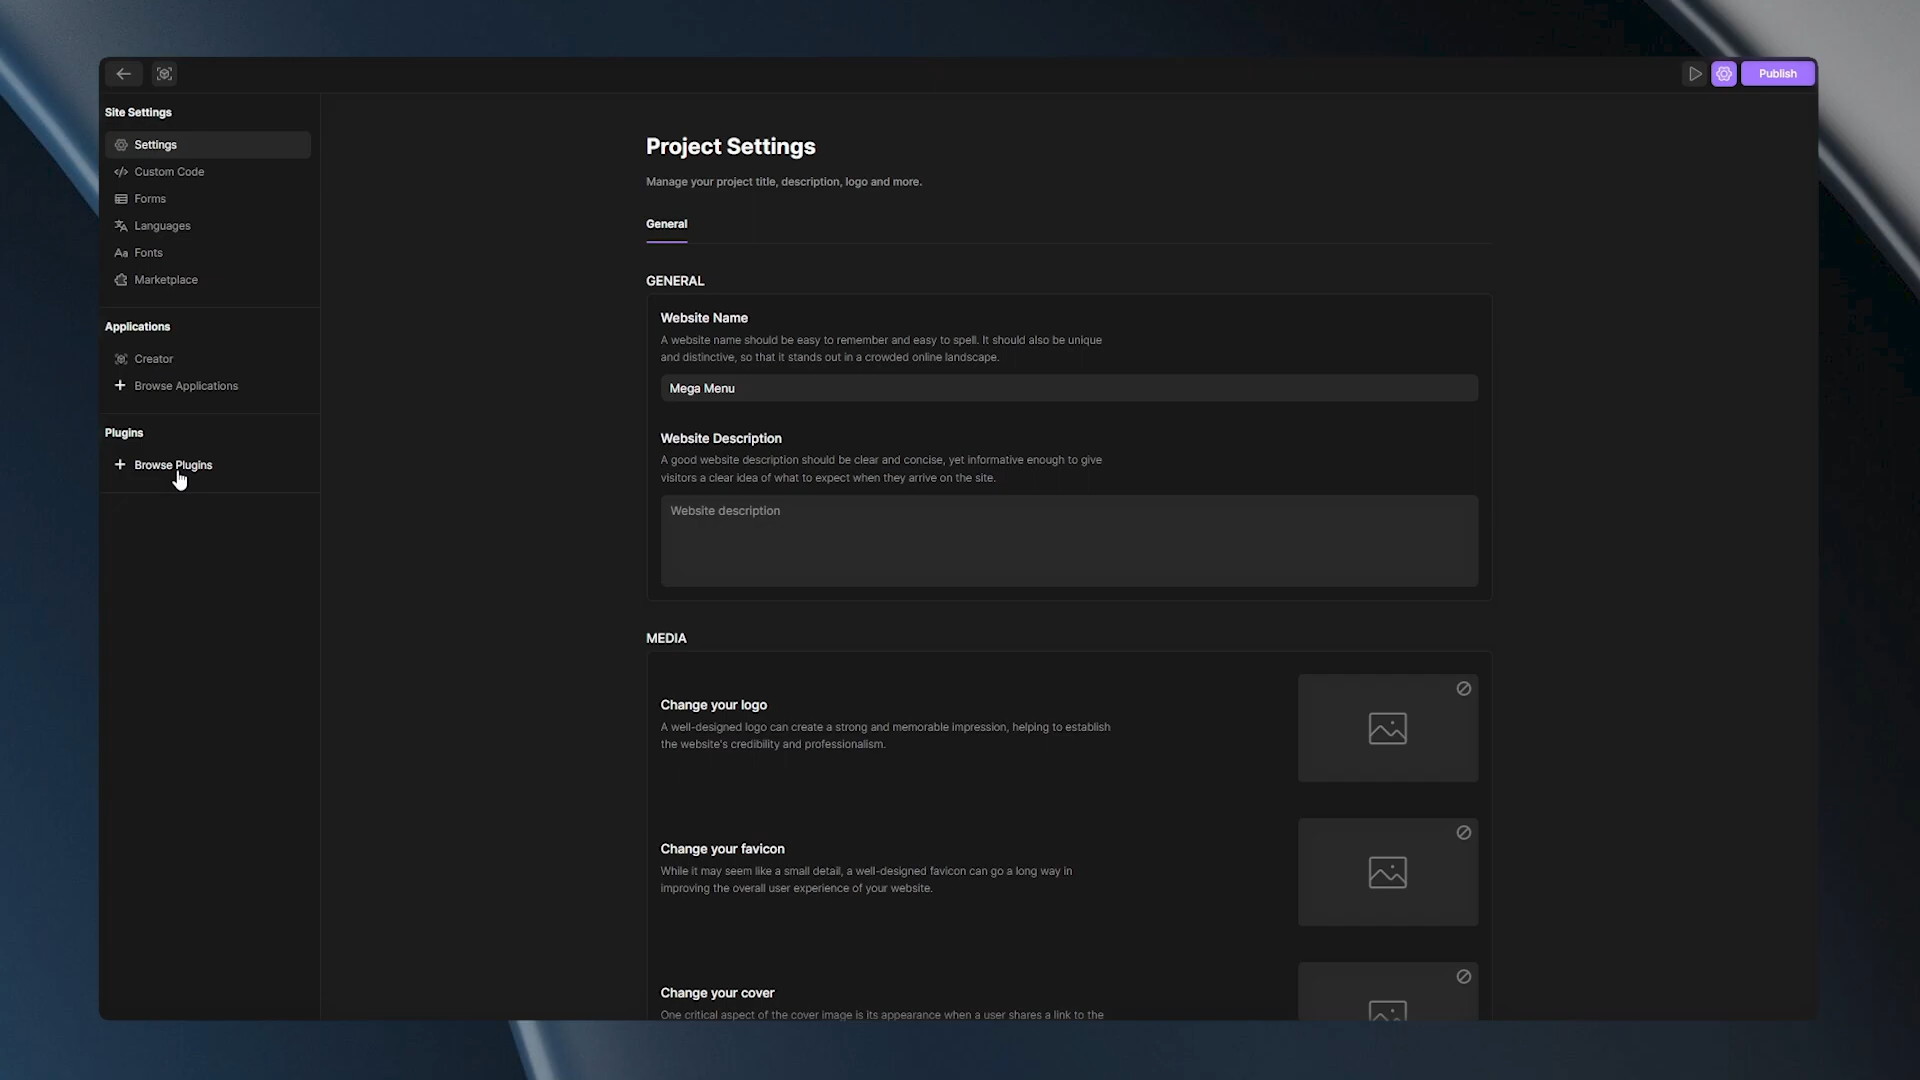 Publish
Site Settings
Settings
Custom Code
Forms
Languages
Fonts
Marketplace
Applications
Creator
Browse Applications
Plugins
Browse Plugins
Project Settings
Manage your project title, description, logo and more.
General
GENERAL
Website Name
A website name should be easy to remember and easy to spell. It should also be unique
and distinctive, so that it stands out in a crowded online landscape.
Mega Menu
Website Description
A good website description should be clear and concise, yet informative enough to give
visitors a clear idea of what to expect when they arrive on the site.
Website description
MEDIA
Change your logo
A well-designed logo can create a strong and memorable impression, helping to establish
the website's credibility and professionalism.
Change your favicon
While it may seem like a small detail, a well-designed favicon can go a long way in
improving the overall user experience of your website.
Change your cover
One critical aspect of the cover image is its appearance when a user shares a link to the